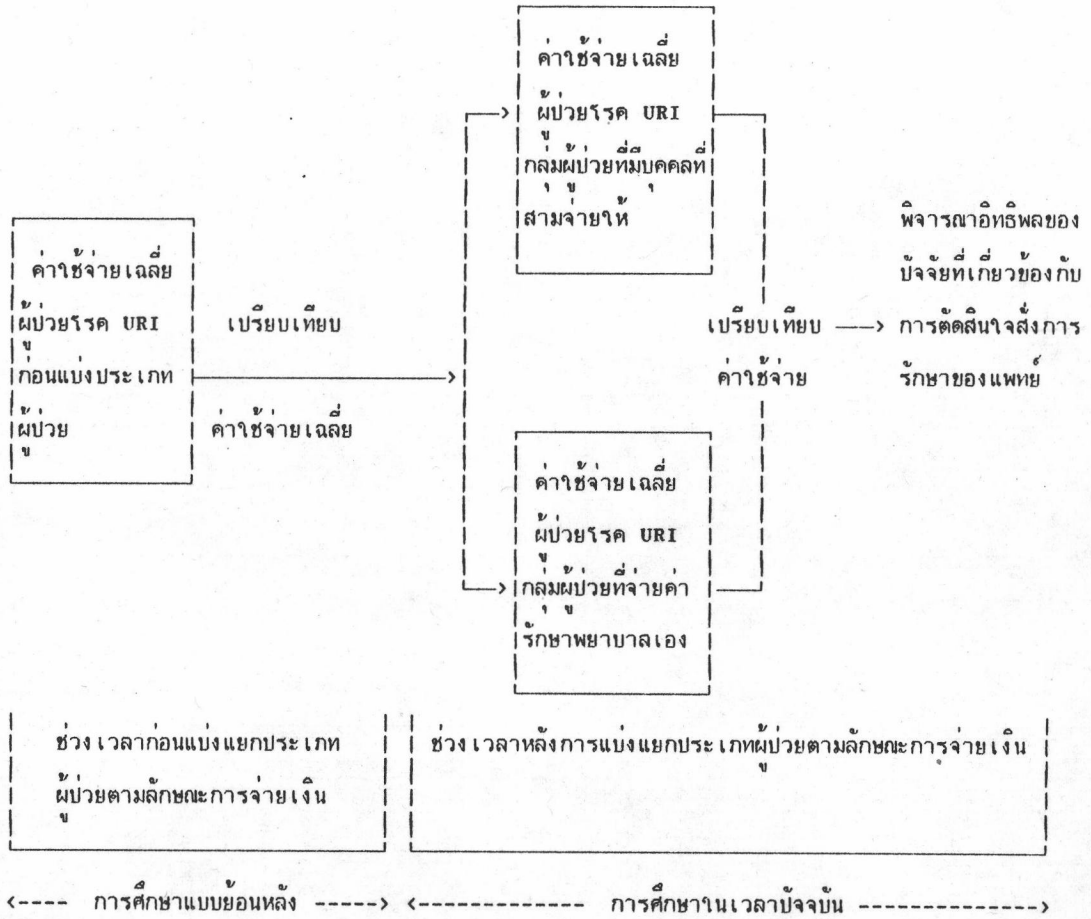 ค่าใช้จ่ายเฉลี่ย
ผู้ป่วยโรค URI
กลุ่มผู้ป่วยที่มีบุคคลที่
สามจ่ายให้
ค่าใช้จ่ายเฉลี่ย
ผู้ป่วยโรค URI
ก่อนแบ่งประเภท
ผู้ป่วย
เปรียบเทียบ
ค่าใช้จ่ายเฉลี่ย
เปรียบเทียบ
ค่าใช้จ่าย
พิจารณาอิทธิพลของ
ปัจจัยที่เกี่ยวข้องกับ
การตัดสินใจสั่งการ
รักษาของแพทย์
ค่าใช้จ่ายเฉลี่ย
ผู้ป่วยโรค URI
กลุ่มผู้ป่วยที่จ่ายค่า
รักษาพยาบาลเอง
ช่วงเวลาก่อนแบ่งแยกประเภท
ผู้ป่วยตามลักษณะการจ่ายเงิน
ช่วงเวลาหลังการแบ่งแยกประเภทผู้ป่วยตามลักษณะการจ่ายเงิน
<---- การศึกษาแบบย้อนหลัง ----->
<-------------- การศึกษาในเวลาปัจจุบัน --------------->